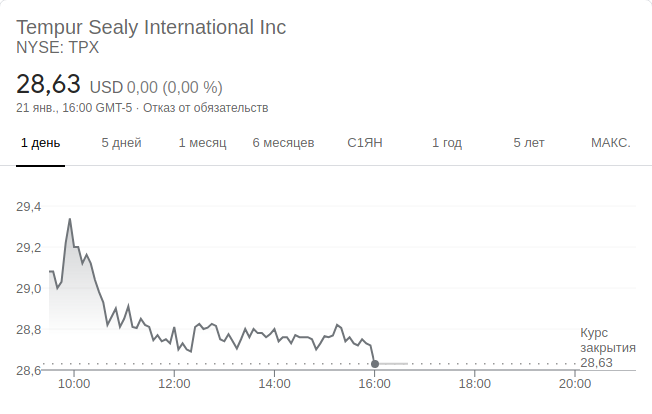 Tempur Sealy International Inc
NYSE: TPX
28,63 USD 0,00 (0,00 %)
21 янв., 16:00 GMT-5 · Отказ от обязательств
1 день 5 дней 1 месяц 6 месяцев С1ЯН 1 год 5 лет МАКС.
29,4
29,2
29,0
28,8
28,6
Курс
закрытия
28,63
10:00 12:00 14:00 16:00 18:00 20:00